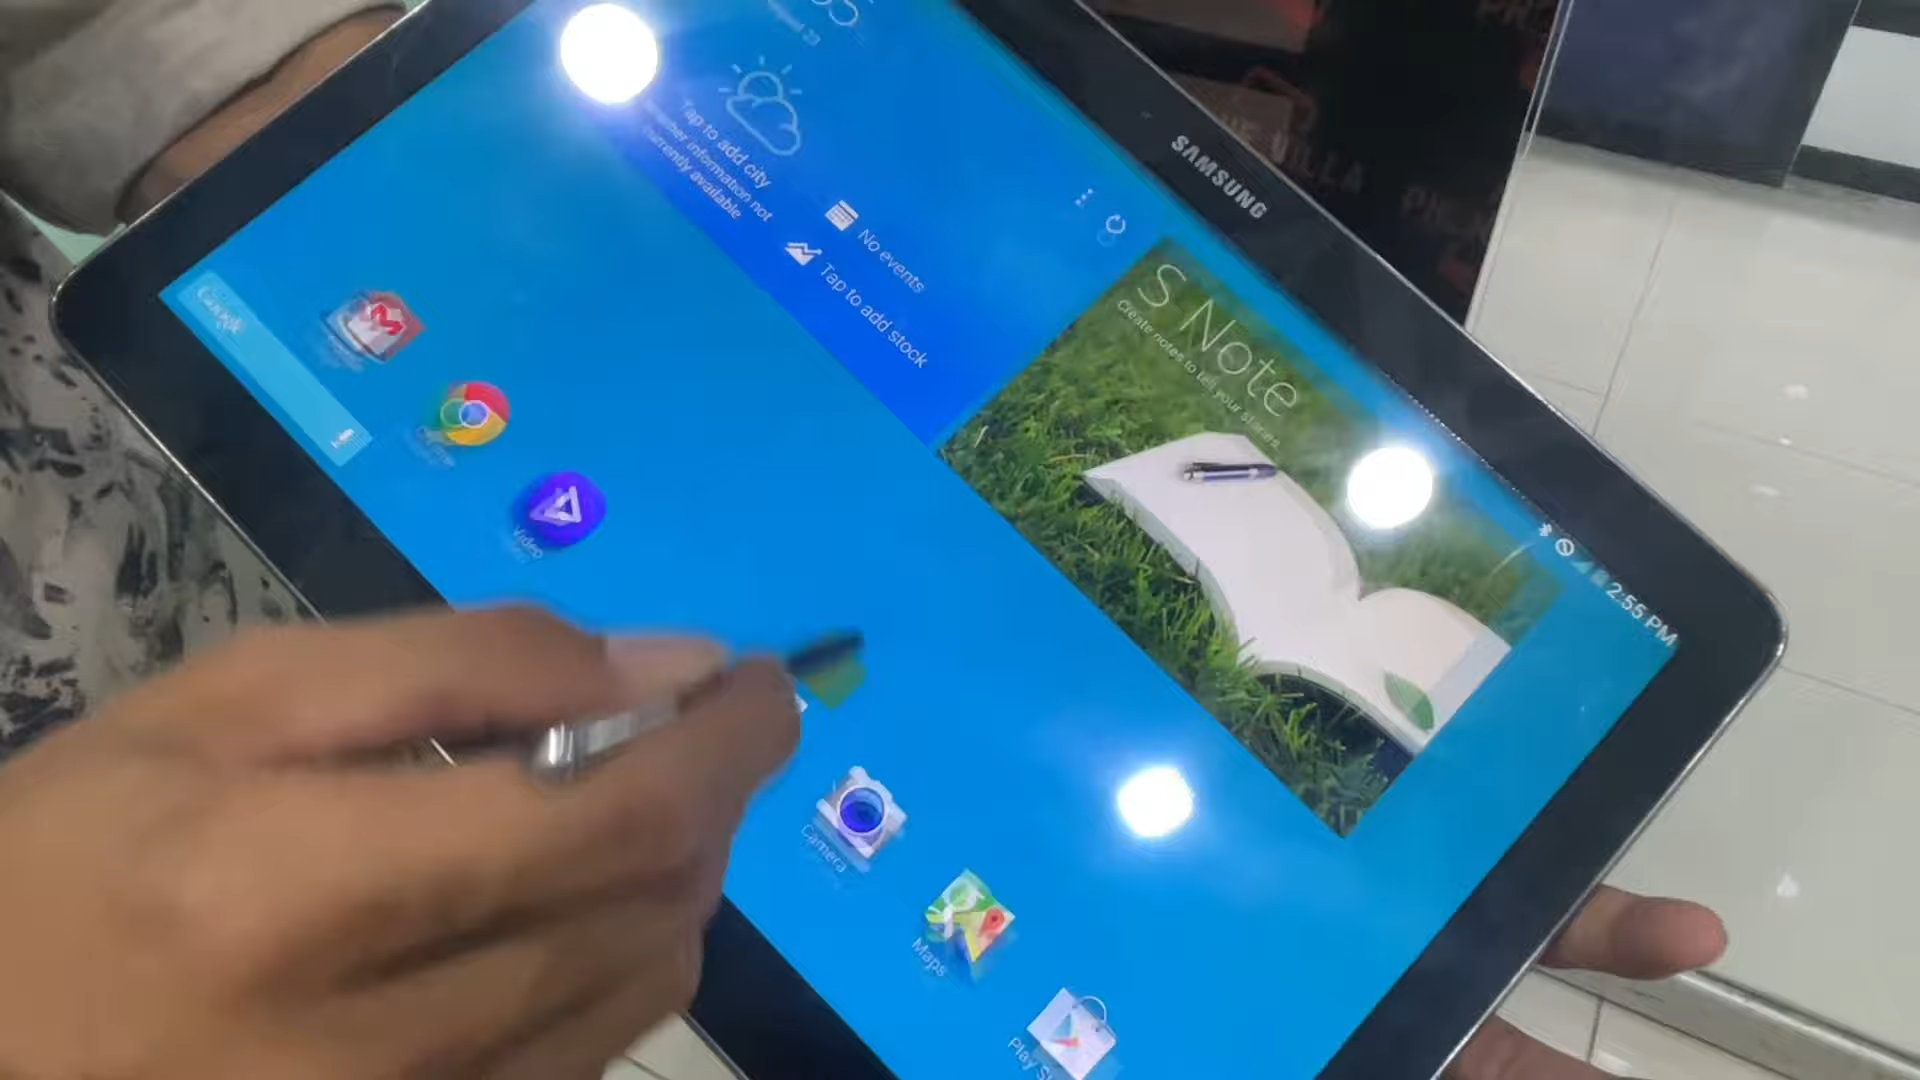 SAMSUNG
2:55 PM
Tap to add city
Weather information not
currently available
No events
Tap to add stock
S Note
Create notes to tell your stories
Google
Video
Camera
Maps
Play